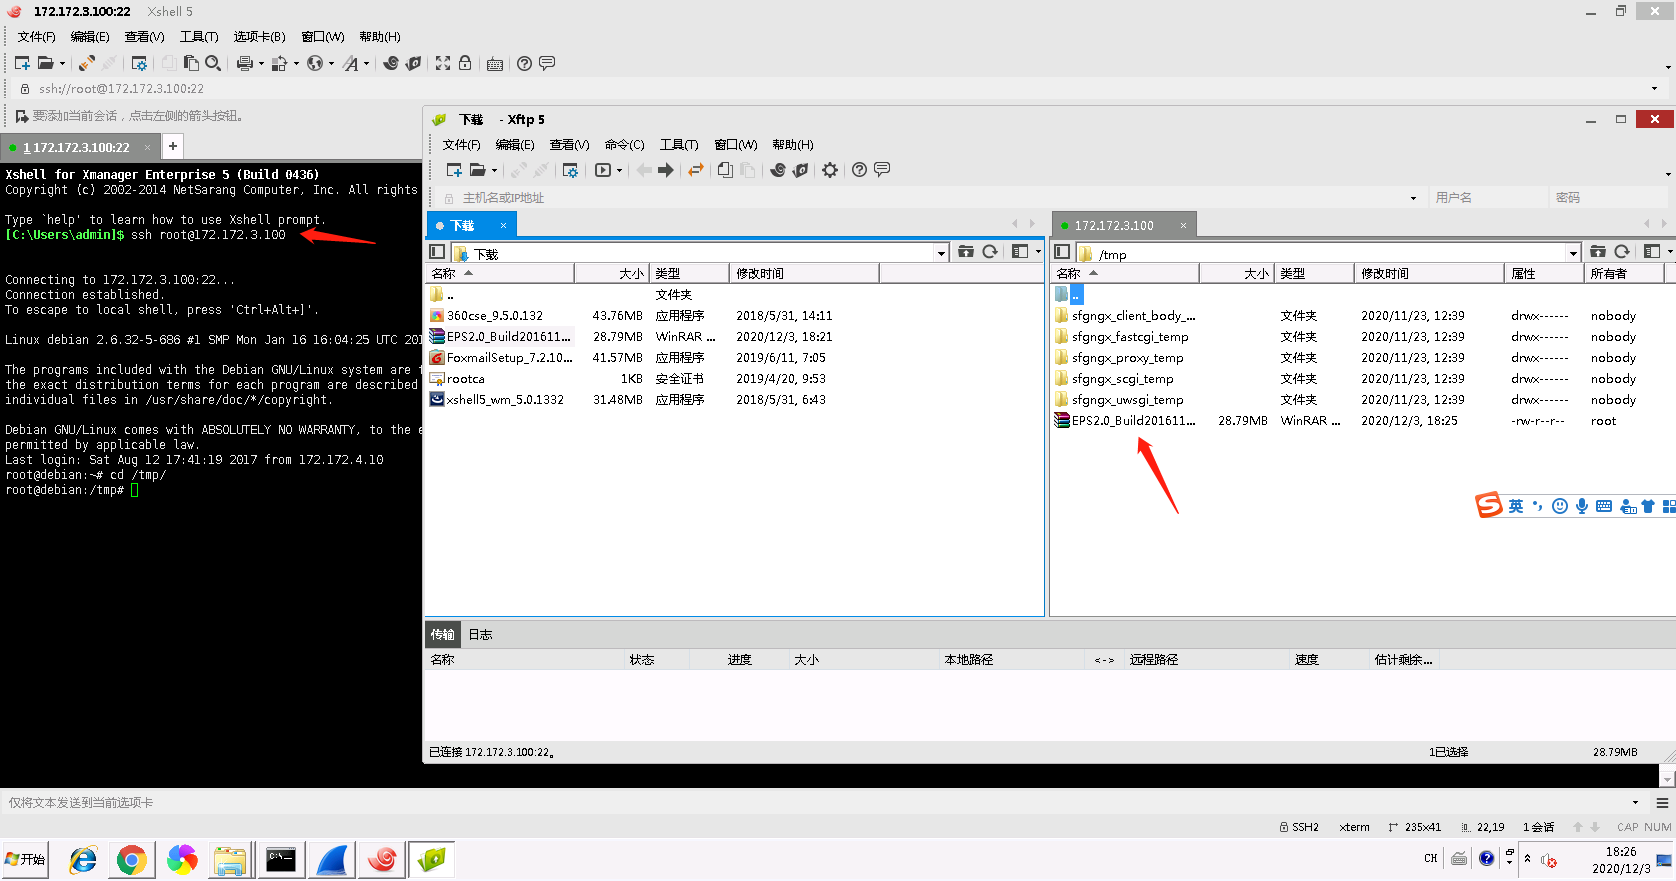 172.172.3.100:22 Xshell 5
文件(F) 编辑(E) 查看(V) 工具(T) 选项卡(B) 窗口(W) 帮助(H)
ssh://root@172.172.3.100:22
要添加当前会话，点击左侧的箭头按钮。
1 172.172.3.100:22 × +
Xshell for Xmanager Enterprise 5 (Build 0436)
Copyright (c) 2002-2014 NetSarang Computer, Inc. All rights
Type `help' to learn how to use Xshell prompt.
[C:\Users\admin]$ ssh root@172.172.3.100
Connecting to 172.172.3.100:22...
Connection established.
To escape to local shell, press 'Ctrl+Alt+]'.
Linux debian 2.6.32-5-686 #1 SMP Mon Jan 16 16:04:25 UTC 201
The programs included with the Debian GNU/Linux system are f
the exact distribution terms for each program are described
individual files in /usr/share/doc/*/copyright.
Debian GNU/Linux comes with ABSOLUTELY NO WARRANTY, to the e
permitted by applicable law.
Last login: Sat Aug 12 17:41:19 2017 from 172.172.4.10
root@debian:~# cd /tmp/
root@debian:/tmp#
下载 - Xftp 5
文件(F) 编辑(E) 查看(V) 命令(C) 工具(T) 窗口(W) 帮助(H)
主机名或IP地址 用户名 密码
下载 ×
下载
名称 大小 类型 修改时间
.. 文件夹
360cse_9.5.0.132 43.76MB 应用程序 2018/5/31, 14:11
EPS2.0_Build201611... 28.79MB WinRAR ... 2020/12/3, 18:21
FoxmailSetup_7.2.10... 41.57MB 应用程序 2019/6/11, 7:05
rootca 1KB 安全证书 2019/4/20, 9:53
xshell5_wm_5.0.1332 31.48MB 应用程序 2018/5/31, 6:43
172.172.3.100 ×
/tmp
名称 大小 类型 修改时间 属性 所有者
..
sfgngx_client_body_... 文件夹 2020/11/23, 12:39 drwx------ nobody
sfgngx_fastcgi_temp 文件夹 2020/11/23, 12:39 drwx------ nobody
sfgngx_proxy_temp 文件夹 2020/11/23, 12:39 drwx------ nobody
sfgngx_scgi_temp 文件夹 2020/11/23, 12:39 drwx------ nobody
sfgngx_uwsgi_temp 文件夹 2020/11/23, 12:39 drwx------ nobody
EPS2.0_Build201611... 28.79MB WinRAR ... 2020/12/3, 18:25 -rw-r--r-- root
英
传输 日志
名称 状态 进度 大小 本地路径 <-> 远程路径 速度 估计剩余...
已连接 172.172.3.100:22。 1已选择 28.79MB
仅将文本发送到当前选项卡
SSH2 xterm 235x41 22,19 1会话 CAP NUM
开始 CH 18:26
2020/12/3